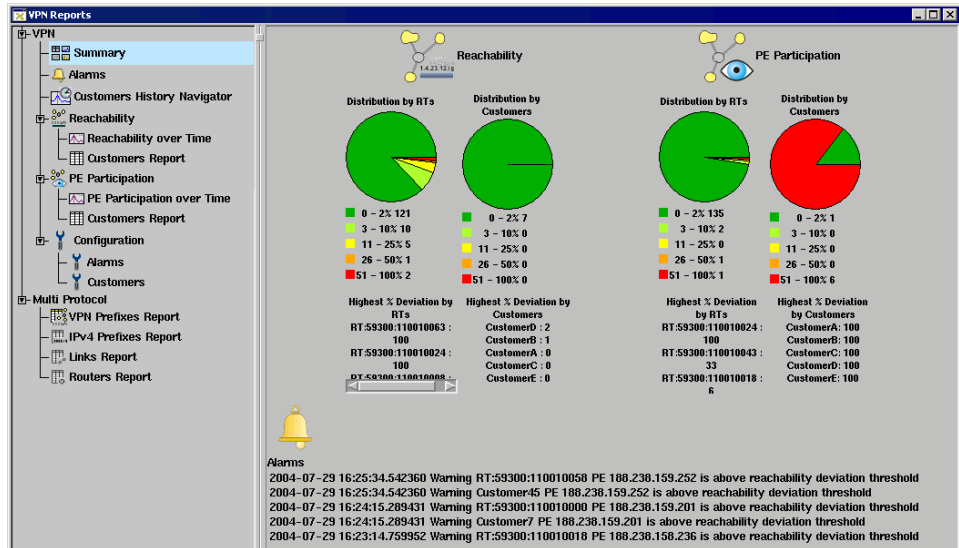 VPN Reports
VPN
Summary
Alarms
Customers History Navigator
Reachability
Reachability over Time
Customers Report
PE Participation
PE Participation over Time
Customers Report
Configuration
Alarms
Customers
Multi Protocol
VPN Prefixes Report
IPv4 Prefixes Report
Links Report
Routers Report
1.4.23.12/g
Reachability
Distribution by RTs
0 - 2% 121
3 - 10% 10
11 - 25% 5
26 - 50% 1
51 - 100% 2
Distribution by
Customers
0 - 2% 7
3 - 10% 0
11 - 25% 0
26 - 50% 0
51 - 100% 0
Highest % Deviation by
RTs
RT:59300:110010063 :
100
RT:59300:110010024 :
100
RT:59300:110010008 :
Highest % Deviation by
Customers
CustomerD : 2
CustomerB : 1
CustomerA : 0
CustomerC : 0
CustomerE : 0
PE Participation
Distribution by RTs
0 - 2% 135
3 - 10% 2
11 - 25% 0
26 - 50% 1
51 - 100% 1
Distribution by
Customers
0 - 2% 1
3 - 10% 0
11 - 25% 0
26 - 50% 0
51 - 100% 6
Highest % Deviation
by RTs
RT:59300:110010024 :
100
RT:59300:110010043 :
33
RT:59300:110010018 :
6
Highest % Deviation
by Customers
CustomerA: 100
CustomerB: 100
CustomerC: 100
CustomerD: 100
CustomerE: 100
Alarms
2004-07-29 16:25:34.542360 Warning RT:59300:110010058 PE 188.238.159.252 is above reachability deviation threshold
2004-07-29 16:25:34.542360 Warning Customer45 PE 188.238.159.252 is above reachability deviation threshold
2004-07-29 16:24:15.289431 Warning RT:59300:110010000 PE 188.238.159.201 is above reachability deviation threshold
2004-07-29 16:24:15.289431 Warning Customer7 PE 188.238.159.201 is above reachability deviation threshold
2004-07-29 16:23:14.759952 Warning RT:59300:110010018 PE 188.238.158.236 is above reachability deviation threshold